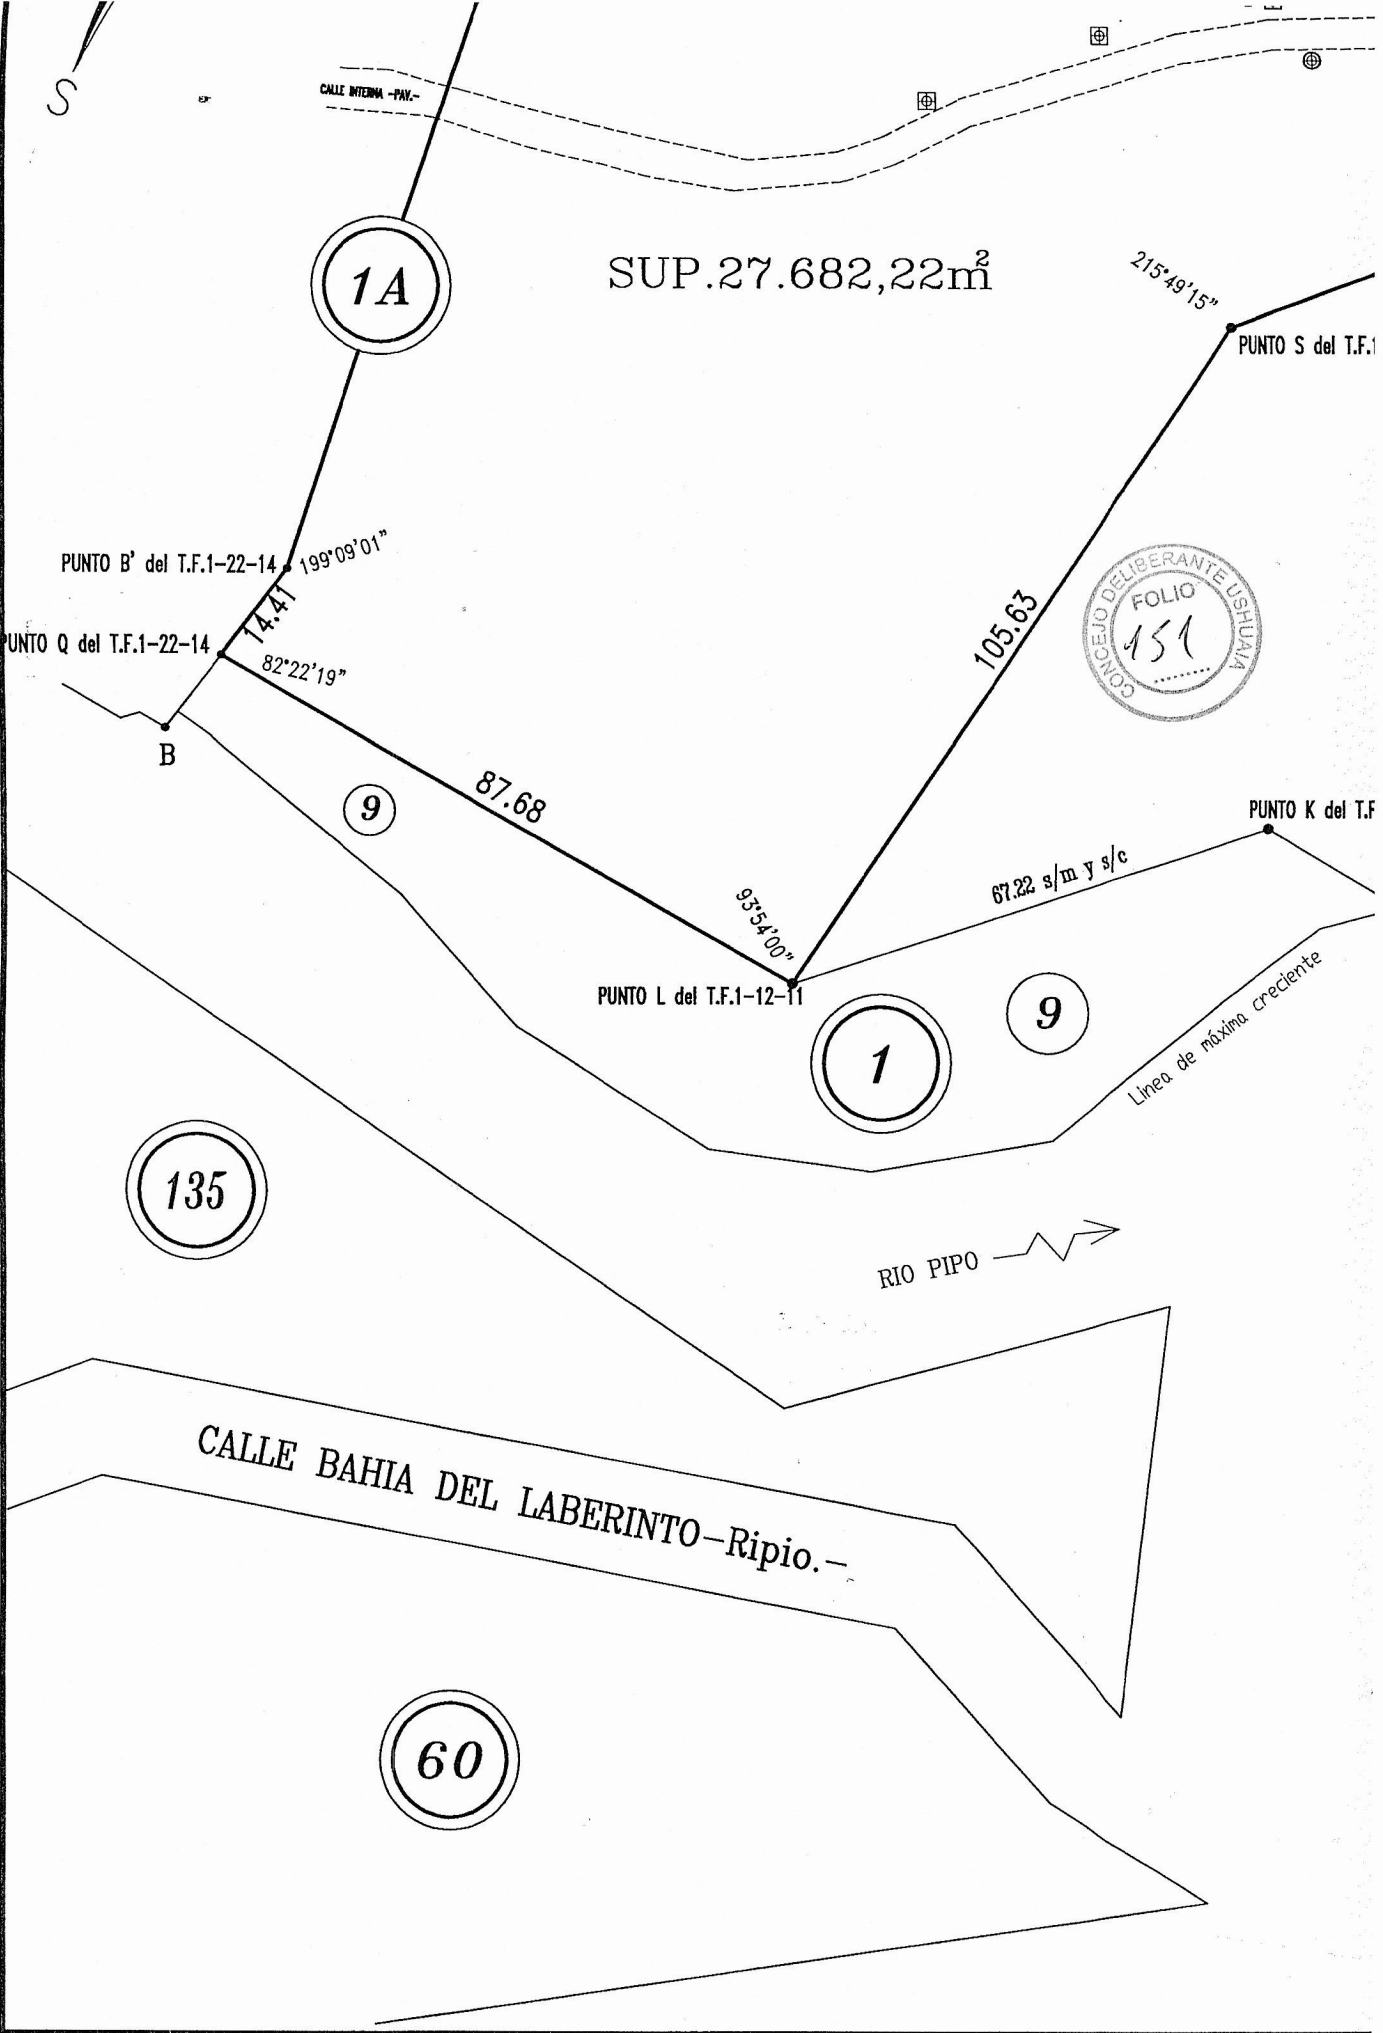 S
CALLE INTERNA -PAV.-
1A
SUP.27.682,22m²
215°49'15"
PUNTO S del T.F.1
PUNTO B' del T.F.1-22-14
199°09'01"
14.41
PUNTO Q del T.F.1-22-14
82°22'19"
B
105.63
CONCEJO DELIBERANTE USHUAIA
FOLIO
151
87.68
9
PUNTO K del T.F
67.22 s/m y s/c
93°54'00"
PUNTO L del T.F.1-12-11
9
1
Linea de máxima creciente
135
RIO PIPO
CALLE BAHIA DEL LABERINTO-Ripio.-
60